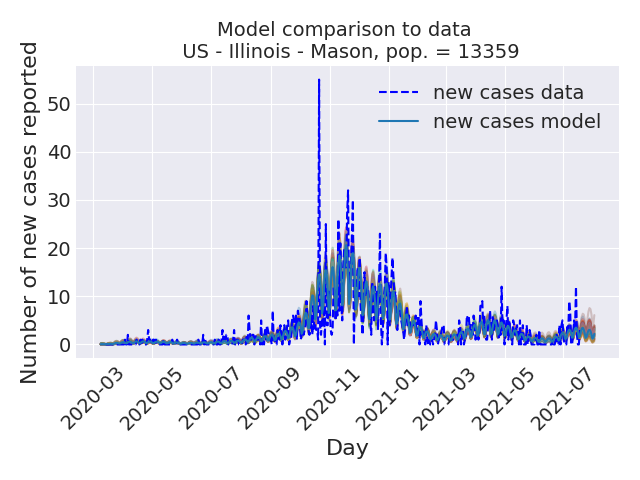 Model comparison to data
US - Illinois - Mason, pop. = 13359
new cases data
new cases model
Number of new cases reported
50
40
30
20
10
0
2020-03
2020-05
2020-07
2020-09
2020-11
2021-01
2021-03
2021-05
2021-07
Day